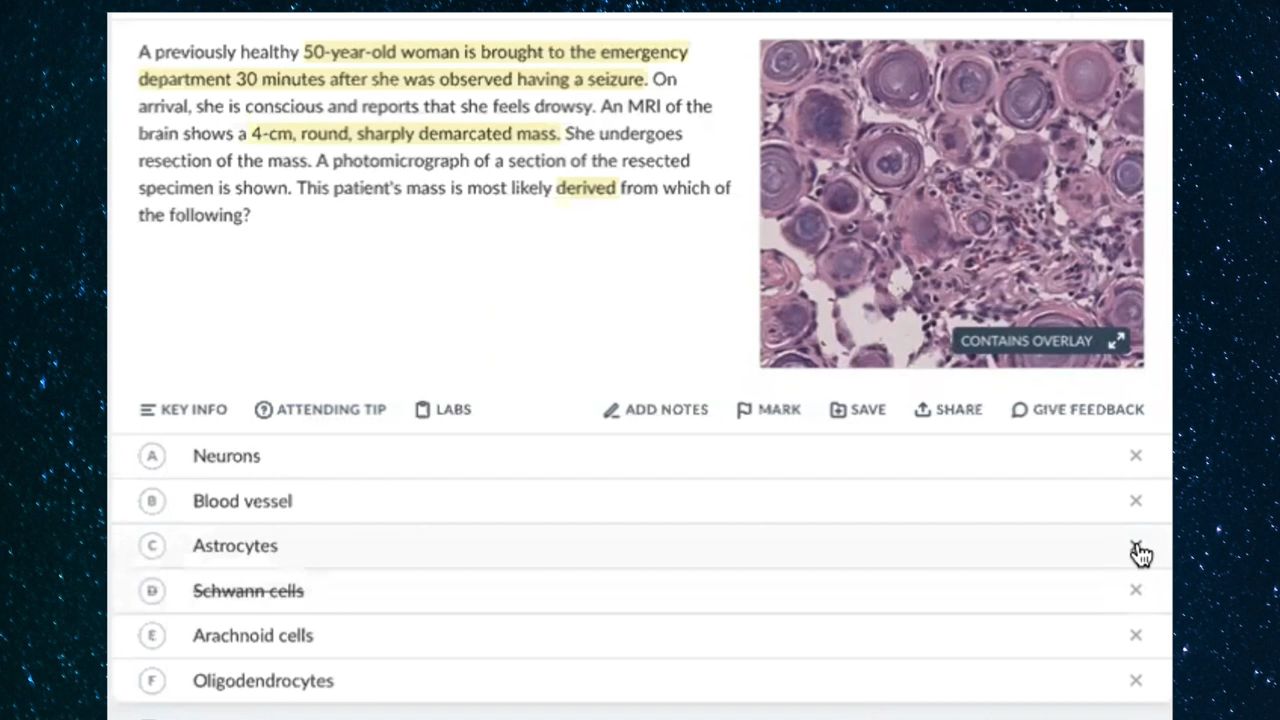 A previously healthy 50-year-old woman is brought to the emergency
department 30 minutes after she was observed having a seizure. On
arrival, she is conscious and reports that she feels drowsy. An MRI of the
brain shows a 4-cm, round, sharply demarcated mass. She undergoes
resection of the mass. A photomicrograph of a section of the resected
specimen is shown. This patient's mass is most likely derived from which of
the following?
CONTAINS OVERLAY
KEY INFO ATTENDING TIP LABS ADD NOTES MARK SAVE SHARE GIVE FEEDBACK
A Neurons
B Blood vessel
C Astrocytes
D Schwann cells
E Arachnoid cells
F Oligodendrocytes